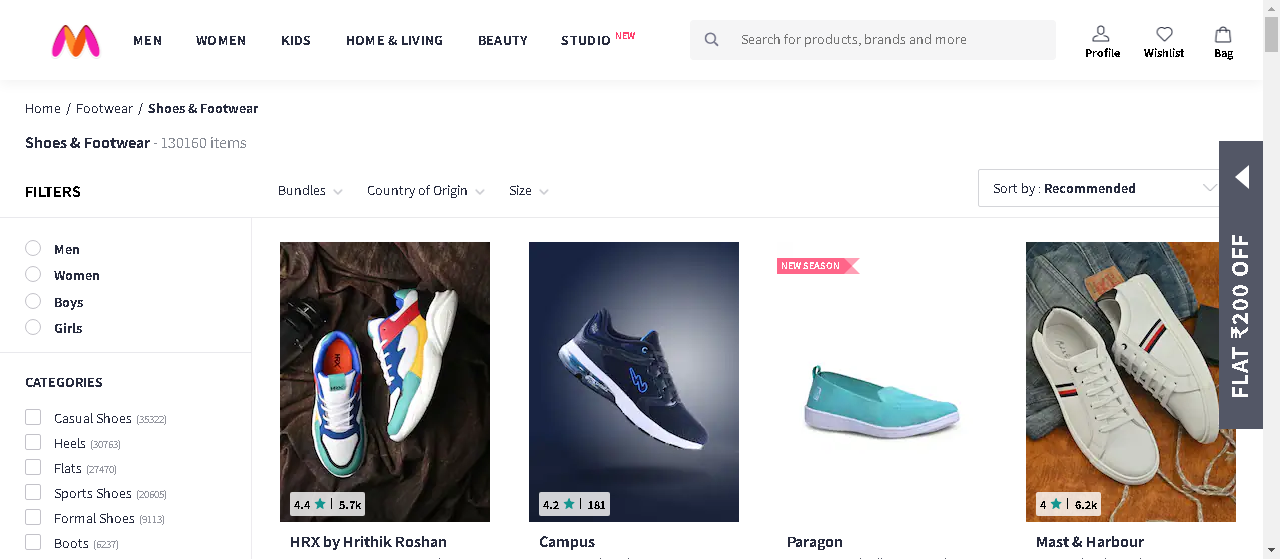 MEN WOMEN KIDS HOME & LIVING BEAUTY STUDIO NEW Search for products, brands and more Profile Wishlist Bag
Home / Footwear / Shoes & Footwear
Shoes & Footwear - 130160 items
FILTERS Bundles Country of Origin Size Sort by : Recommended
FLAT ₹200 OFF
Men
Women
Boys
Girls
CATEGORIES
Casual Shoes (35322)
Heels (30763)
Flats (27470)
Sports Shoes (20605)
Formal Shoes (9113)
Boots (6237)
HRX
4.4 ★ | 5.7k
HRX by Hrithik Roshan
4.2 ★ | 181
Campus
NEW SEASON
Paragon
4 ★ | 6.2k
Mast & Harbour